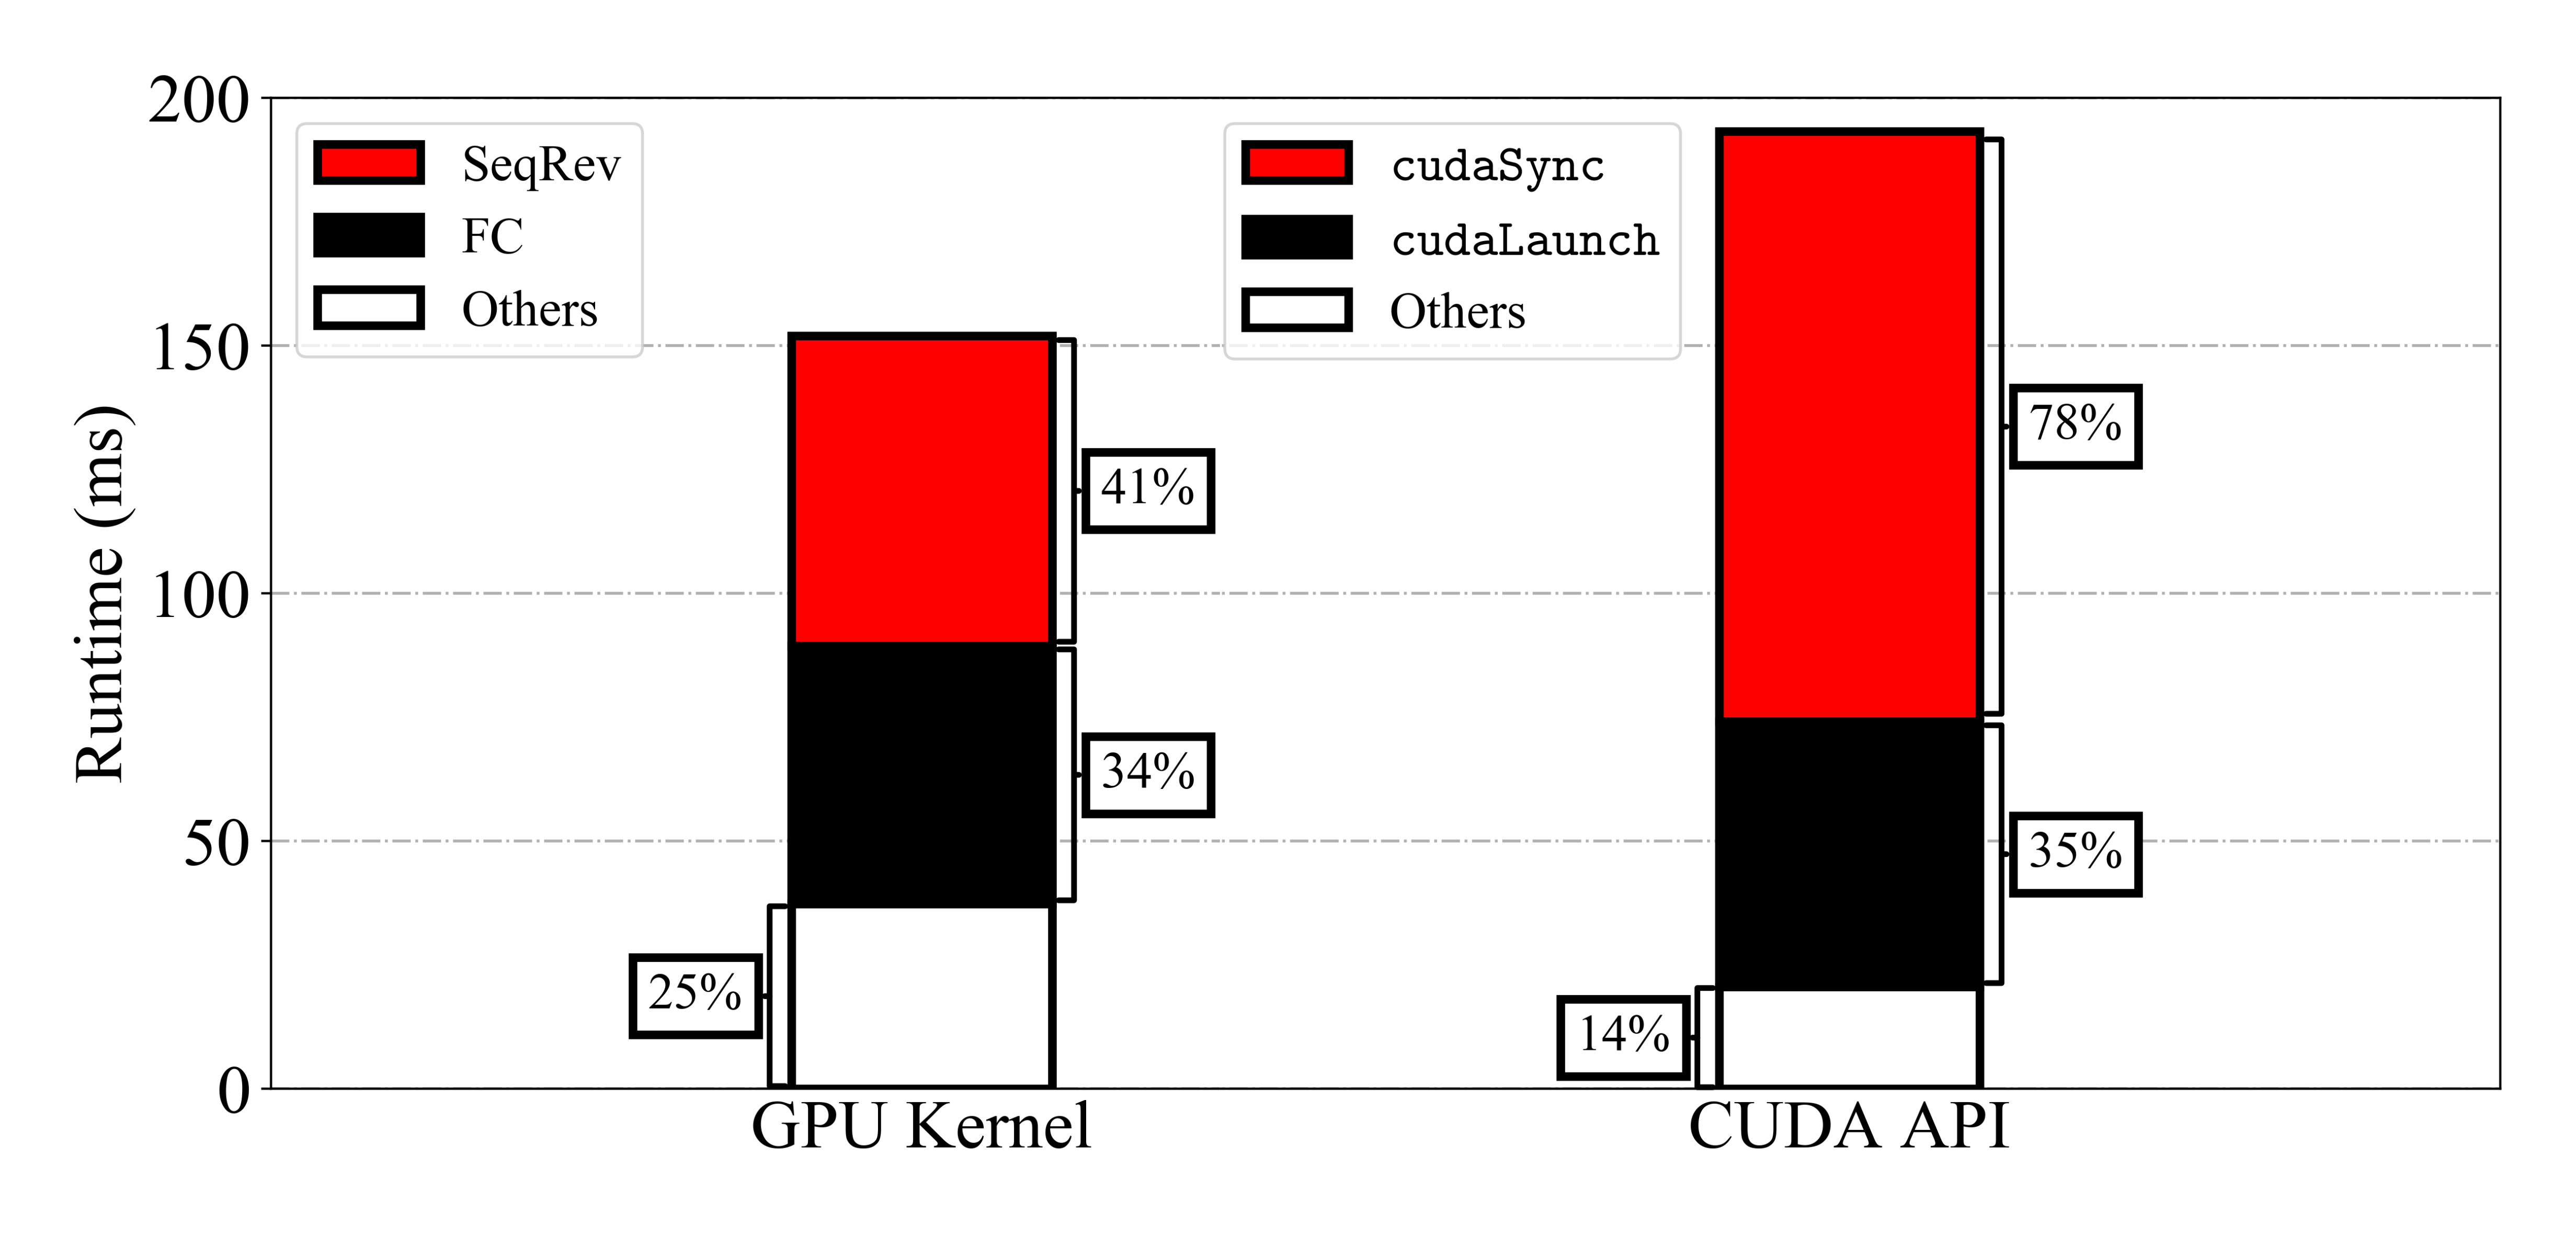 Runtime (ms)
200
150
100
50
0
SeqRev
FC
Others
cudaSync
cudaLaunch
Others
41%
34%
25%
78%
35%
14%
GPU Kernel
CUDA API